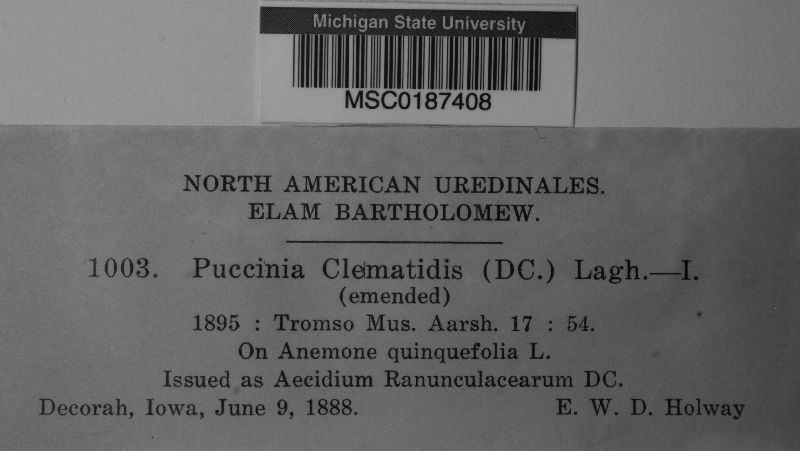 Michigan State University
MSC0187408
NORTH AMERICAN UREDINALES.
ELAM BARTHOLOMEW.
1003. Puccinia Clematidis (DC.) Lagh.—I.
(emended)
1895 : Tromso Mus. Aarsh. 17 : 54.
On Anemone quinquefolia L.
Issued as Aecidium Ranunculacearum DC.
Decorah, Iowa, June 9, 1888. E. W. D. Holway